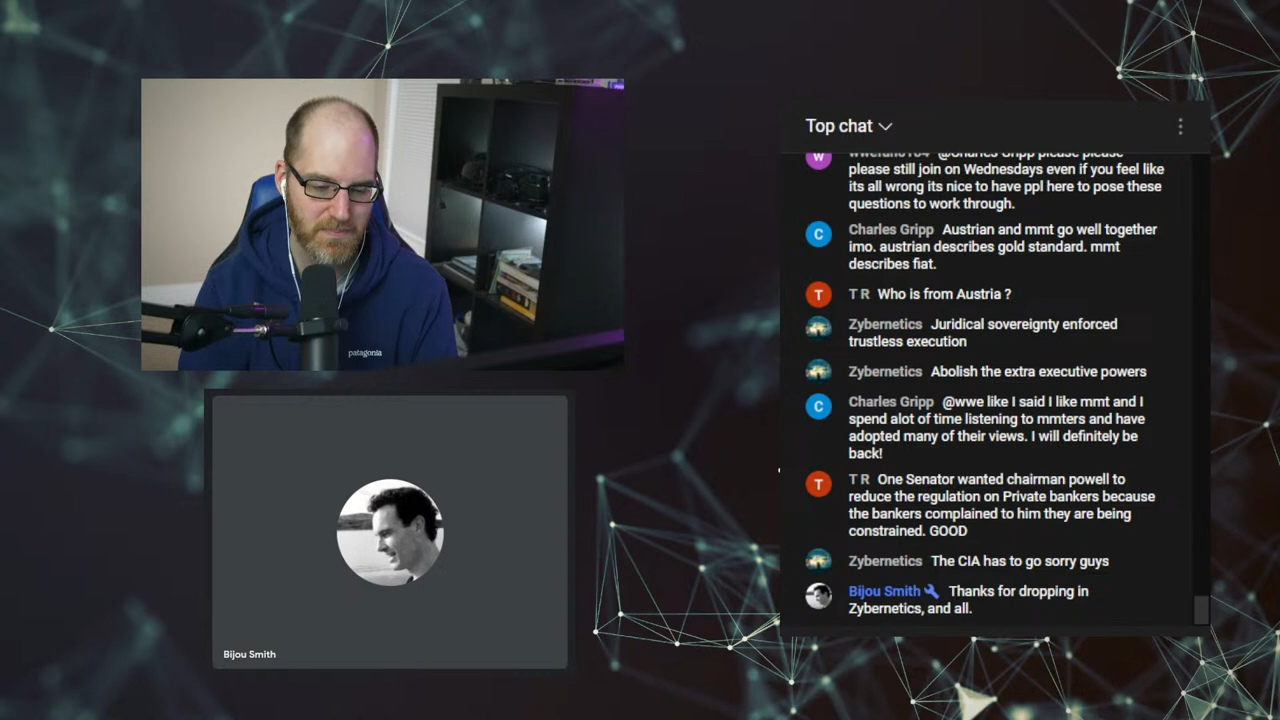 Top chat
W
please still join on Wednesdays even if you feel like
its all wrong its nice to have ppl here to pose these
questions to work through.
C
Charles Gripp Austrian and mmt go well together
imo. austrian describes gold standard. mmt
describes fiat.
T
T R Who is from Austria ?
Zybernetics Juridical sovereignty enforced
trustless execution
Zybernetics Abolish the extra executive powers
C
Charles Gripp @wwe like I said I like mmt and I
spend alot of time listening to mmters and have
adopted many of their views. I will definitely be
back!
T
T R One Senator wanted chairman powell to
reduce the regulation on Private bankers because
the bankers complained to him they are being
constrained. GOOD
Zybernetics The CIA has to go sorry guys
Bijou Smith Thanks for dropping in
Zybernetics, and all.
patagonia
Bijou Smith